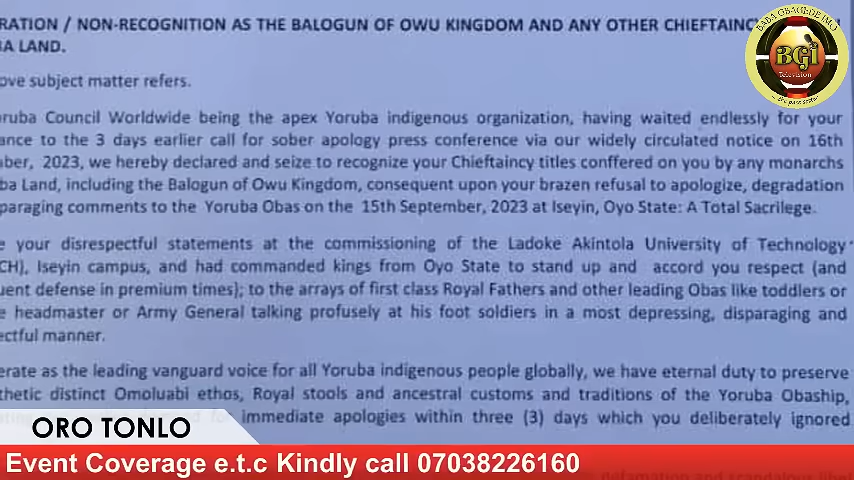 RATION / NON-RECOGNITION AS THE BALOGUN OF OWU KINGDOM AND ANY OTHER CHIEFTAINC
BA LAND.
ove subject matter refers.
oruba Council Worldwide being the apex Yoruba indigenous organization, having waited endlessly for your
ance to the 3 days earlier call for sober apology press conference via our widely circulated notice on 16th
ber, 2023, we hereby declared and seize to recognize your Chieftaincy titles conffered on you by any monarchs
ba Land, including the Balogun of Owu Kingdom, consequent upon your brazen refusal to apologize, degradation
paraging comments to the Yoruba Obas on the 15th September, 2023 at Iseyin, Oyo State: A Total Sacrilege.
e your disrespectful statements at the commissioning of the Ladoke Akintola University of Technology
CH), Iseyin campus, and had commanded kings from Oyo State to stand up and accord you respect (and
uent defense in premium times); to the arrays of first class Royal Fathers and other leading Obas like toddlers or
e headmaster or Army General talking profusely at his foot soldiers in a most depressing, disparaging and
ectful manner.
erate as the leading vanguard voice for all Yoruba indigenous people globally, we have eternal duty to preserve
thetic distinct Omoluabi ethos, Royal stools and ancestral customs and traditions of the Yoruba Obaship,
immediate apologies within three (3) days which you deliberately ignored
defamation and scandalous libel
BABA GBAGEDE IMO
BGI
Television
ORO TONLO
Event Coverage e.t.c Kindly call 07038226160